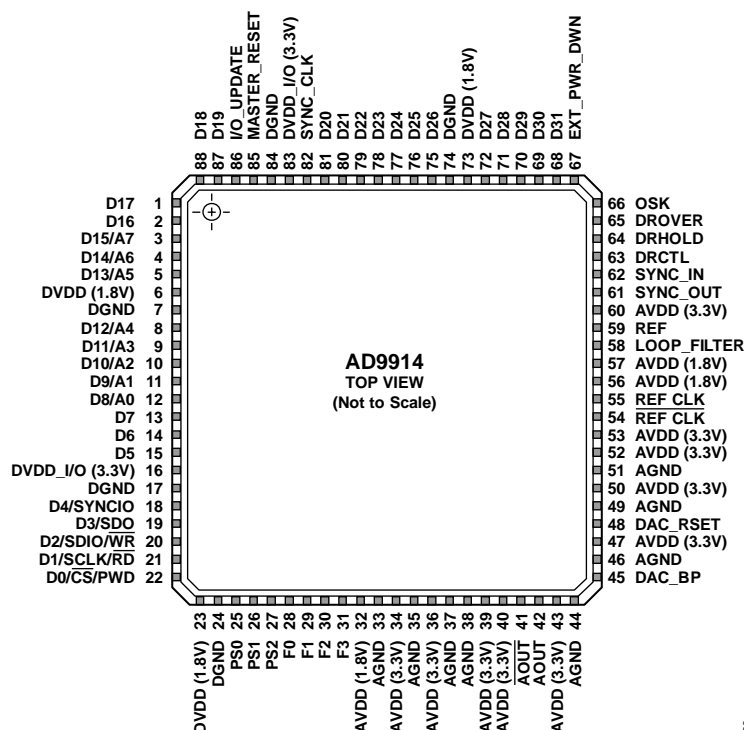 88 D18
87 D19
86 I/O_UPDATE
85 MASTER_RESET
84 DGND
83 DVDD_I/O (3.3V)
82 SYNC_CLK
81 D20
80 D21
79 D22
78 D23
77 D24
76 D25
75 D26
74 DGND
73 DVDD (1.8V)
72 D27
71 D28
70 D29
69 D30
68 D31
67 EXT_PWR_DWN
D17 1
D16 2
D15/A7 3
D14/A6 4
D13/A5 5
DVDD (1.8V) 6
DGND 7
D12/A4 8
D11/A3 9
D10/A2 10
D9/A1 11
D8/A0 12
D7 13
D6 14
D5 15
DVDD_I/O (3.3V) 16
DGND 17
D4/SYNCIO 18
D3/SDO 19
D2/SDIO/W̅R̅ 20
D1/SCLK/R̅D̅ 21
D0/C̅S̅/PWD 22
AD9914
TOP VIEW
(Not to Scale)
66 OSK
65 DROVER
64 DRHOLD
63 DRCTL
62 SYNC_IN
61 SYNC_OUT
60 AVDD (3.3V)
59 REF
58 LOOP_FILTER
57 AVDD (1.8V)
56 AVDD (1.8V)
55 REF CLK
54 R̅E̅F̅ ̅C̅L̅K̅
53 AVDD (3.3V)
52 AVDD (3.3V)
51 AGND
50 AVDD (3.3V)
49 AGND
48 DAC_RSET
47 AVDD (3.3V)
46 AGND
45 DAC_BP
DVDD (1.8V) 23
DGND 24
PS0 25
PS1 26
PS2 27
F0 28
F1 29
F2 30
F3 31
AVDD (1.8V) 32
AGND 33
AVDD (3.3V) 34
AGND 35
AVDD (3.3V) 36
AGND 37
AGND 38
AVDD (3.3V) 39
AVDD (3.3V) 40
A̅O̅U̅T̅ 41
AOUT 42
AVDD (3.3V) 43
AGND 44